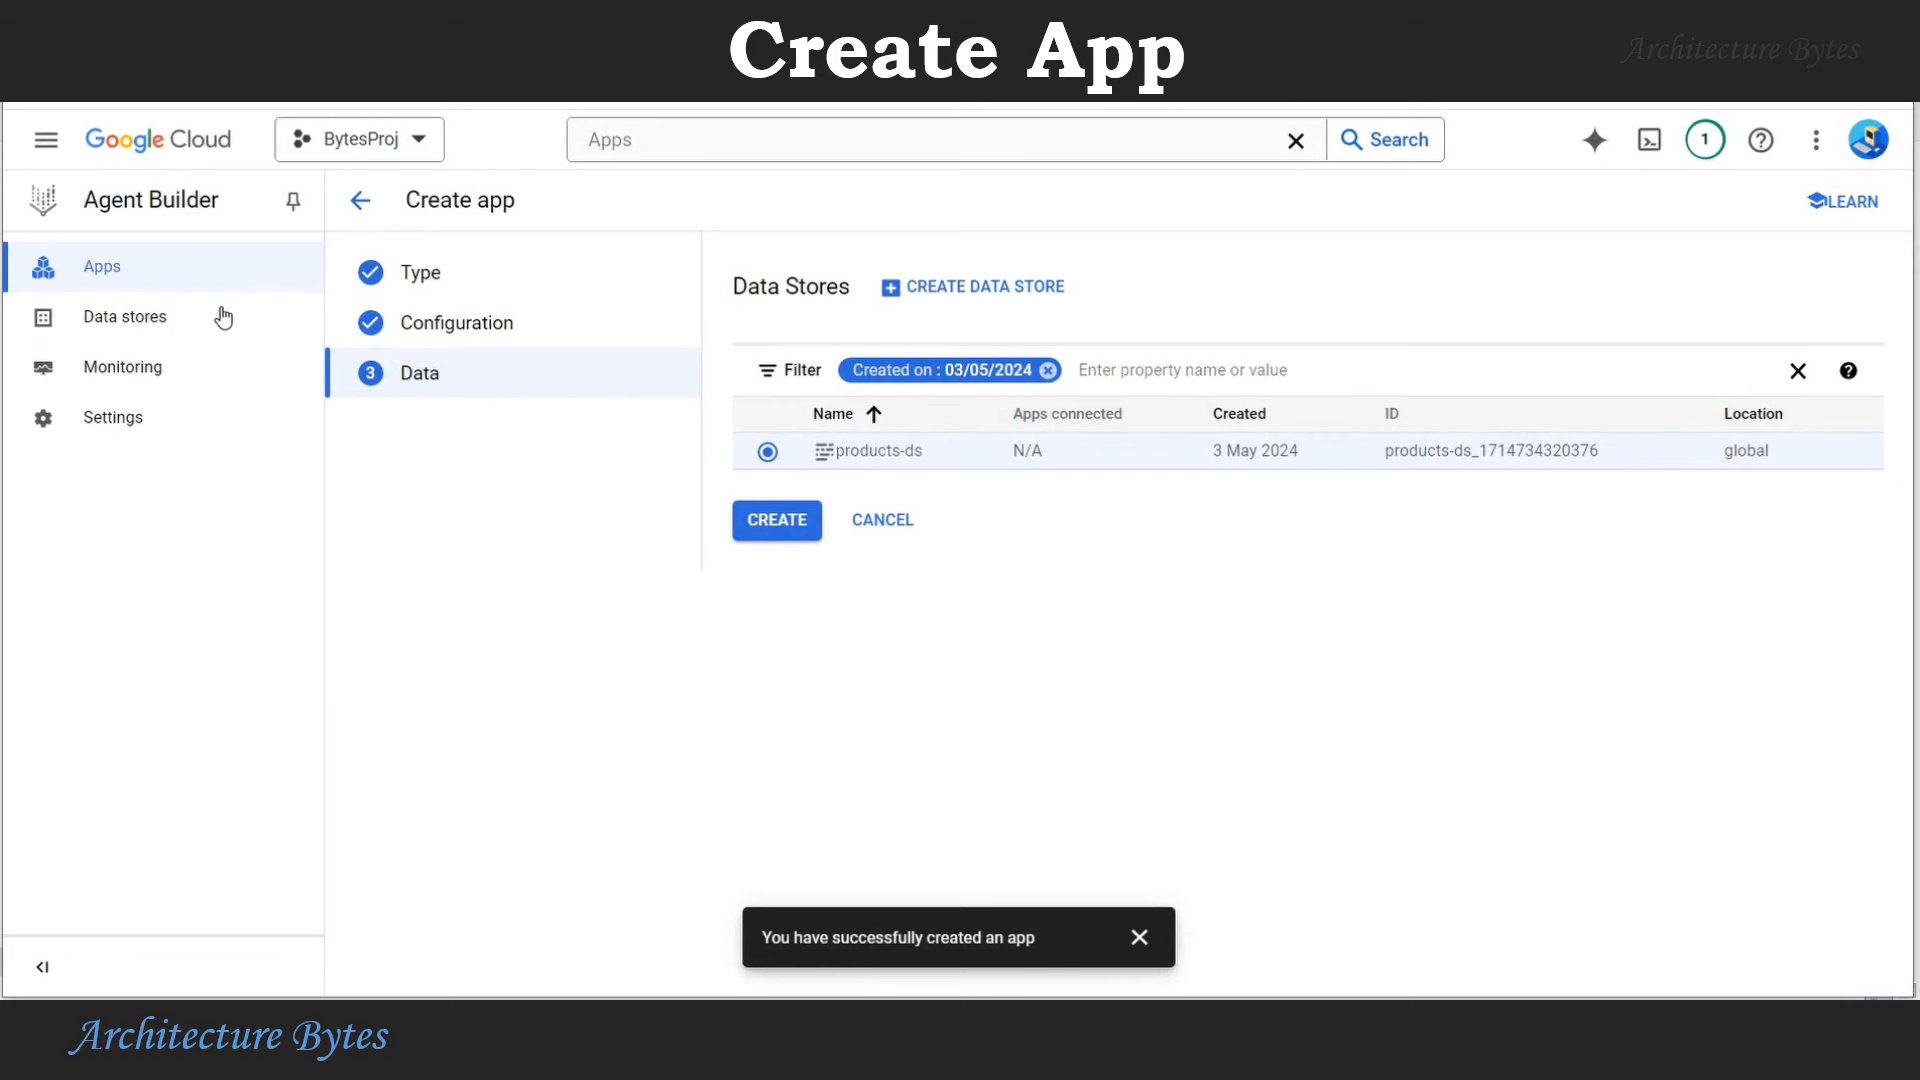 Create App
Architecture Bytes
Google Cloud
BytesProj
Apps
Search
1
Agent Builder
Create app
LEARN
Apps
Data stores
Monitoring
Settings
Type
Configuration
3 Data
Data Stores
CREATE DATA STORE
Filter
Created on : 03/05/2024
Enter property name or value
Name Apps connected Created ID Location
products-ds N/A 3 May 2024 products-ds_1714734320376 global
CREATE CANCEL
You have successfully created an app
Architecture Bytes